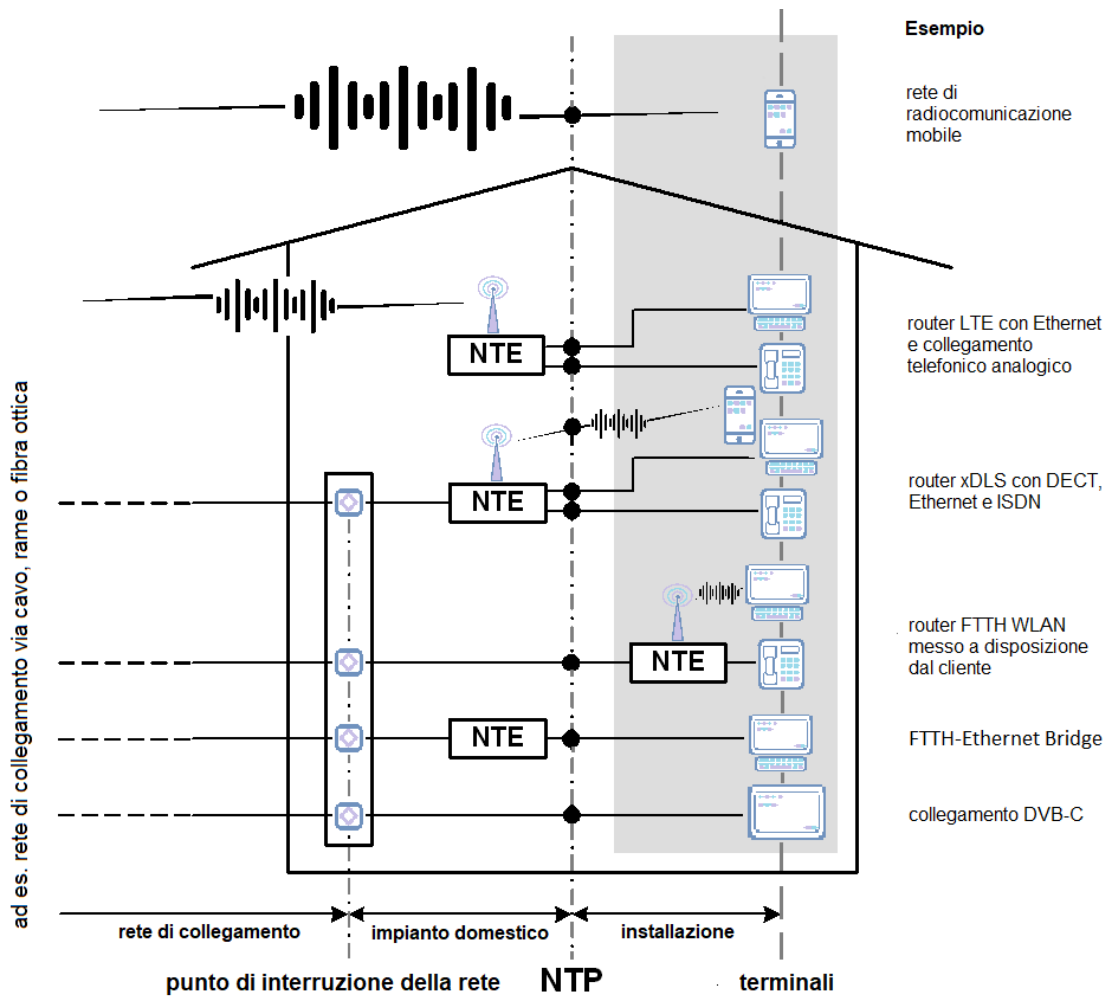 Esempio
rete di
radiocomunicazione
mobile
NTE
router LTE con Ethernet
e collegamento
telefonico analogico
NTE
router xDLS con DECT,
Ethernet e ISDN
NTE
router FTTH WLAN
messo a disposizione
dal cliente
NTE
FTTH-Ethernet Bridge
collegamento DVB-C
ad es. rete di collegamento via cavo, rame o fibra ottica
rete di collegamento
impianto domestico
installazione
punto di interruzione della rete NTP terminali